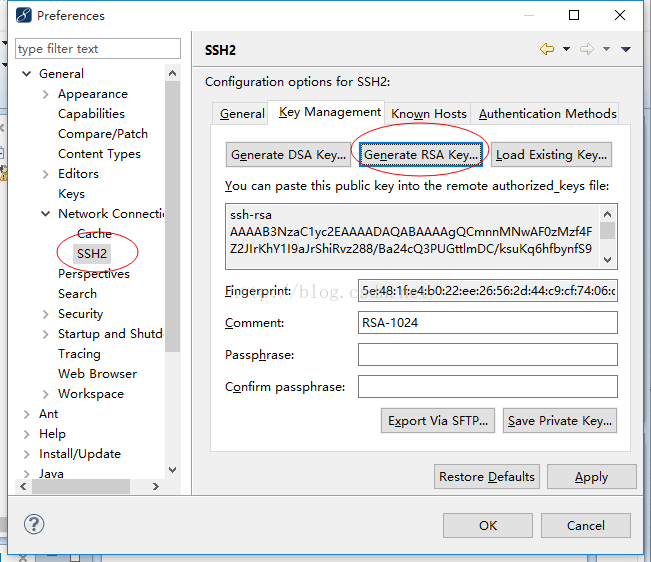 Preferences
type filter text
General
Appearance
Capabilities
Compare/Patch
Content Types
Editors
Keys
Network Connectio
Cache
SSH2
Perspectives
Search
Security
Startup and Shutd
Tracing
Web Browser
Workspace
Ant
Help
Install/Update
Java
SSH2
Configuration options for SSH2:
General Key Management Known Hosts Authentication Methods
Generate DSA Key... Generate RSA Key... Load Existing Key...
You can paste this public key into the remote authorized_keys file:
ssh-rsa
AAAAB3NzaC1yc2EAAAADAQABAAAAgQCmnnMNwAF0zMzf4F
Z2JIrKhY1I9aJrShiRvz288/Ba24cQ3PUGttlmDC/ksuKq6hfbynfS9
Fingerprint: 5e:48:1f:e4:b0:22:ee:26:56:2d:44:c9:cf:74:06:c
Comment: RSA-1024
Passphrase:
Confirm passphrase:
Export Via SFTP... Save Private Key...
Restore Defaults Apply
OK Cancel